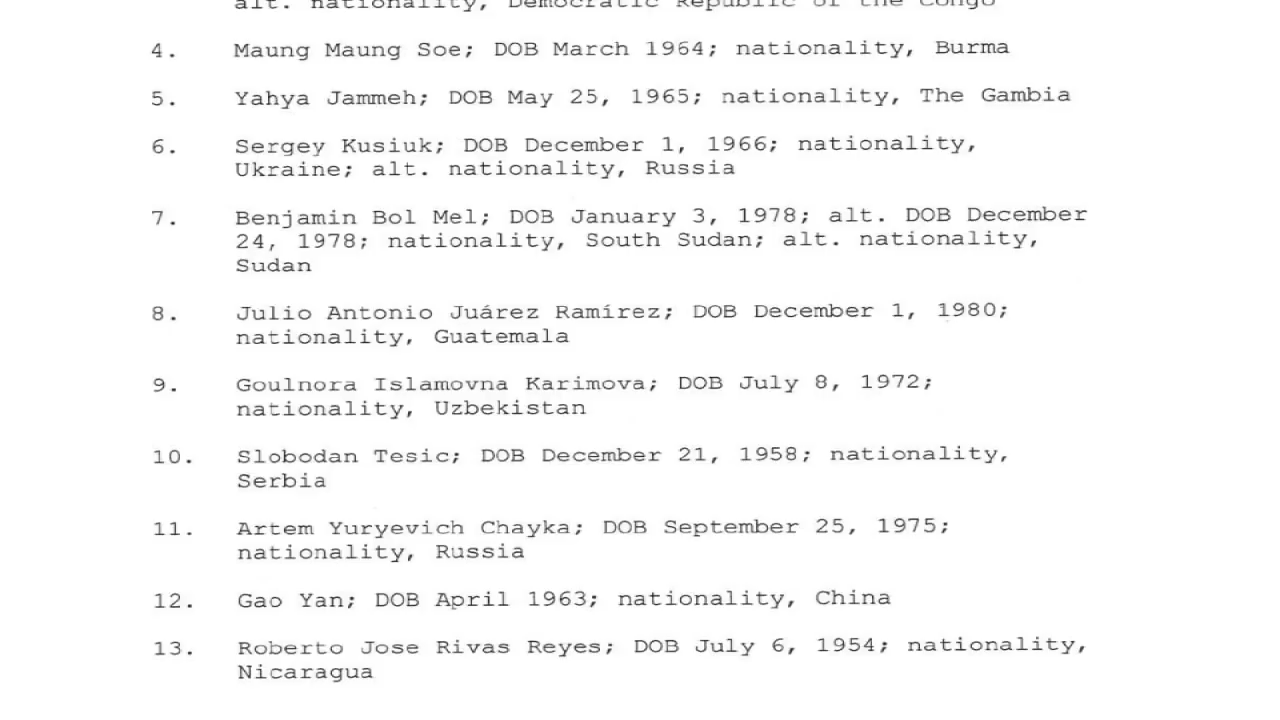 alt. nationality, Democratic Republic of the Congo
4. Maung Maung Soe; DOB March 1964; nationality, Burma
5. Yahya Jammeh; DOB May 25, 1965; nationality, The Gambia
6. Sergey Kusiuk; DOB December 1, 1966; nationality,
Ukraine; alt. nationality, Russia
7. Benjamin Bol Mel; DOB January 3, 1978; alt. DOB December
24, 1978; nationality, South Sudan; alt. nationality,
Sudan
8. Julio Antonio Juárez Ramírez; DOB December 1, 1980;
nationality, Guatemala
9. Goulnora Islamovna Karimova; DOB July 8, 1972;
nationality, Uzbekistan
10. Slobodan Tesic; DOB December 21, 1958; nationality,
Serbia
11. Artem Yuryevich Chayka; DOB September 25, 1975;
nationality, Russia
12. Gao Yan; DOB April 1963; nationality, China
13. Roberto Jose Rivas Reyes; DOB July 6, 1954; nationality,
Nicaragua